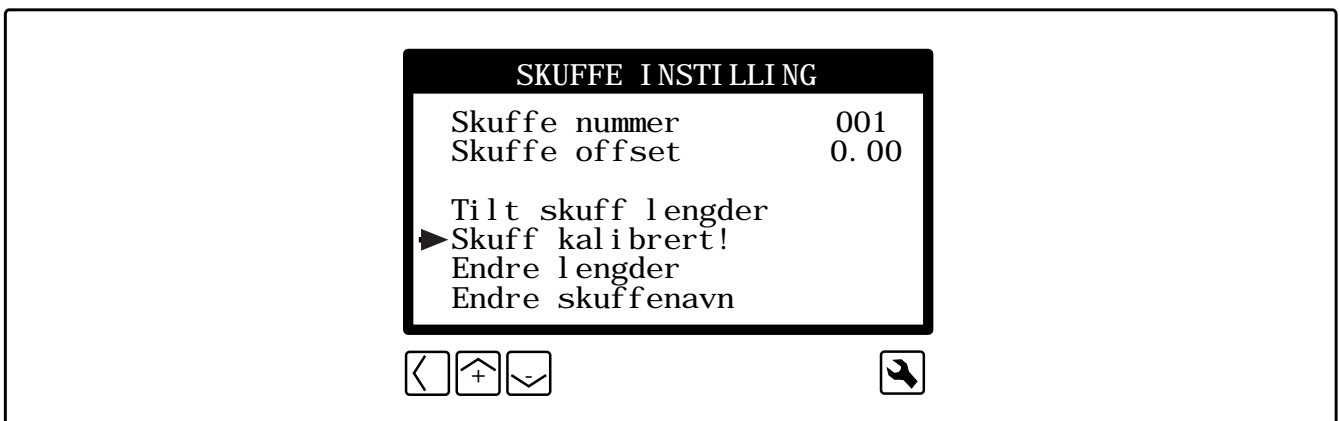 SKUFFE INSTILLING
Skuffe nummer 001
Skuffe offset 0.00
Tilt skuff lengder
Skuff kalibrert!
Endre lengder
Endre skuffenavn
+ -